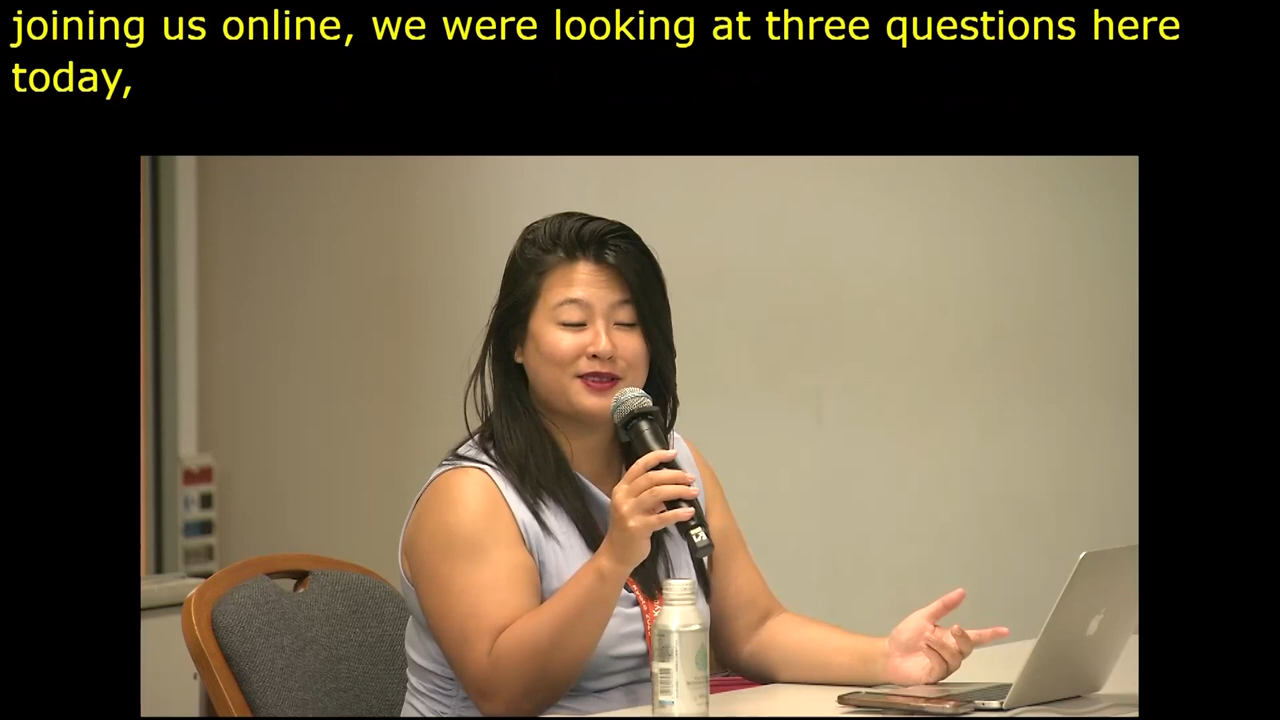 joining us online, we were looking at three questions here
today,